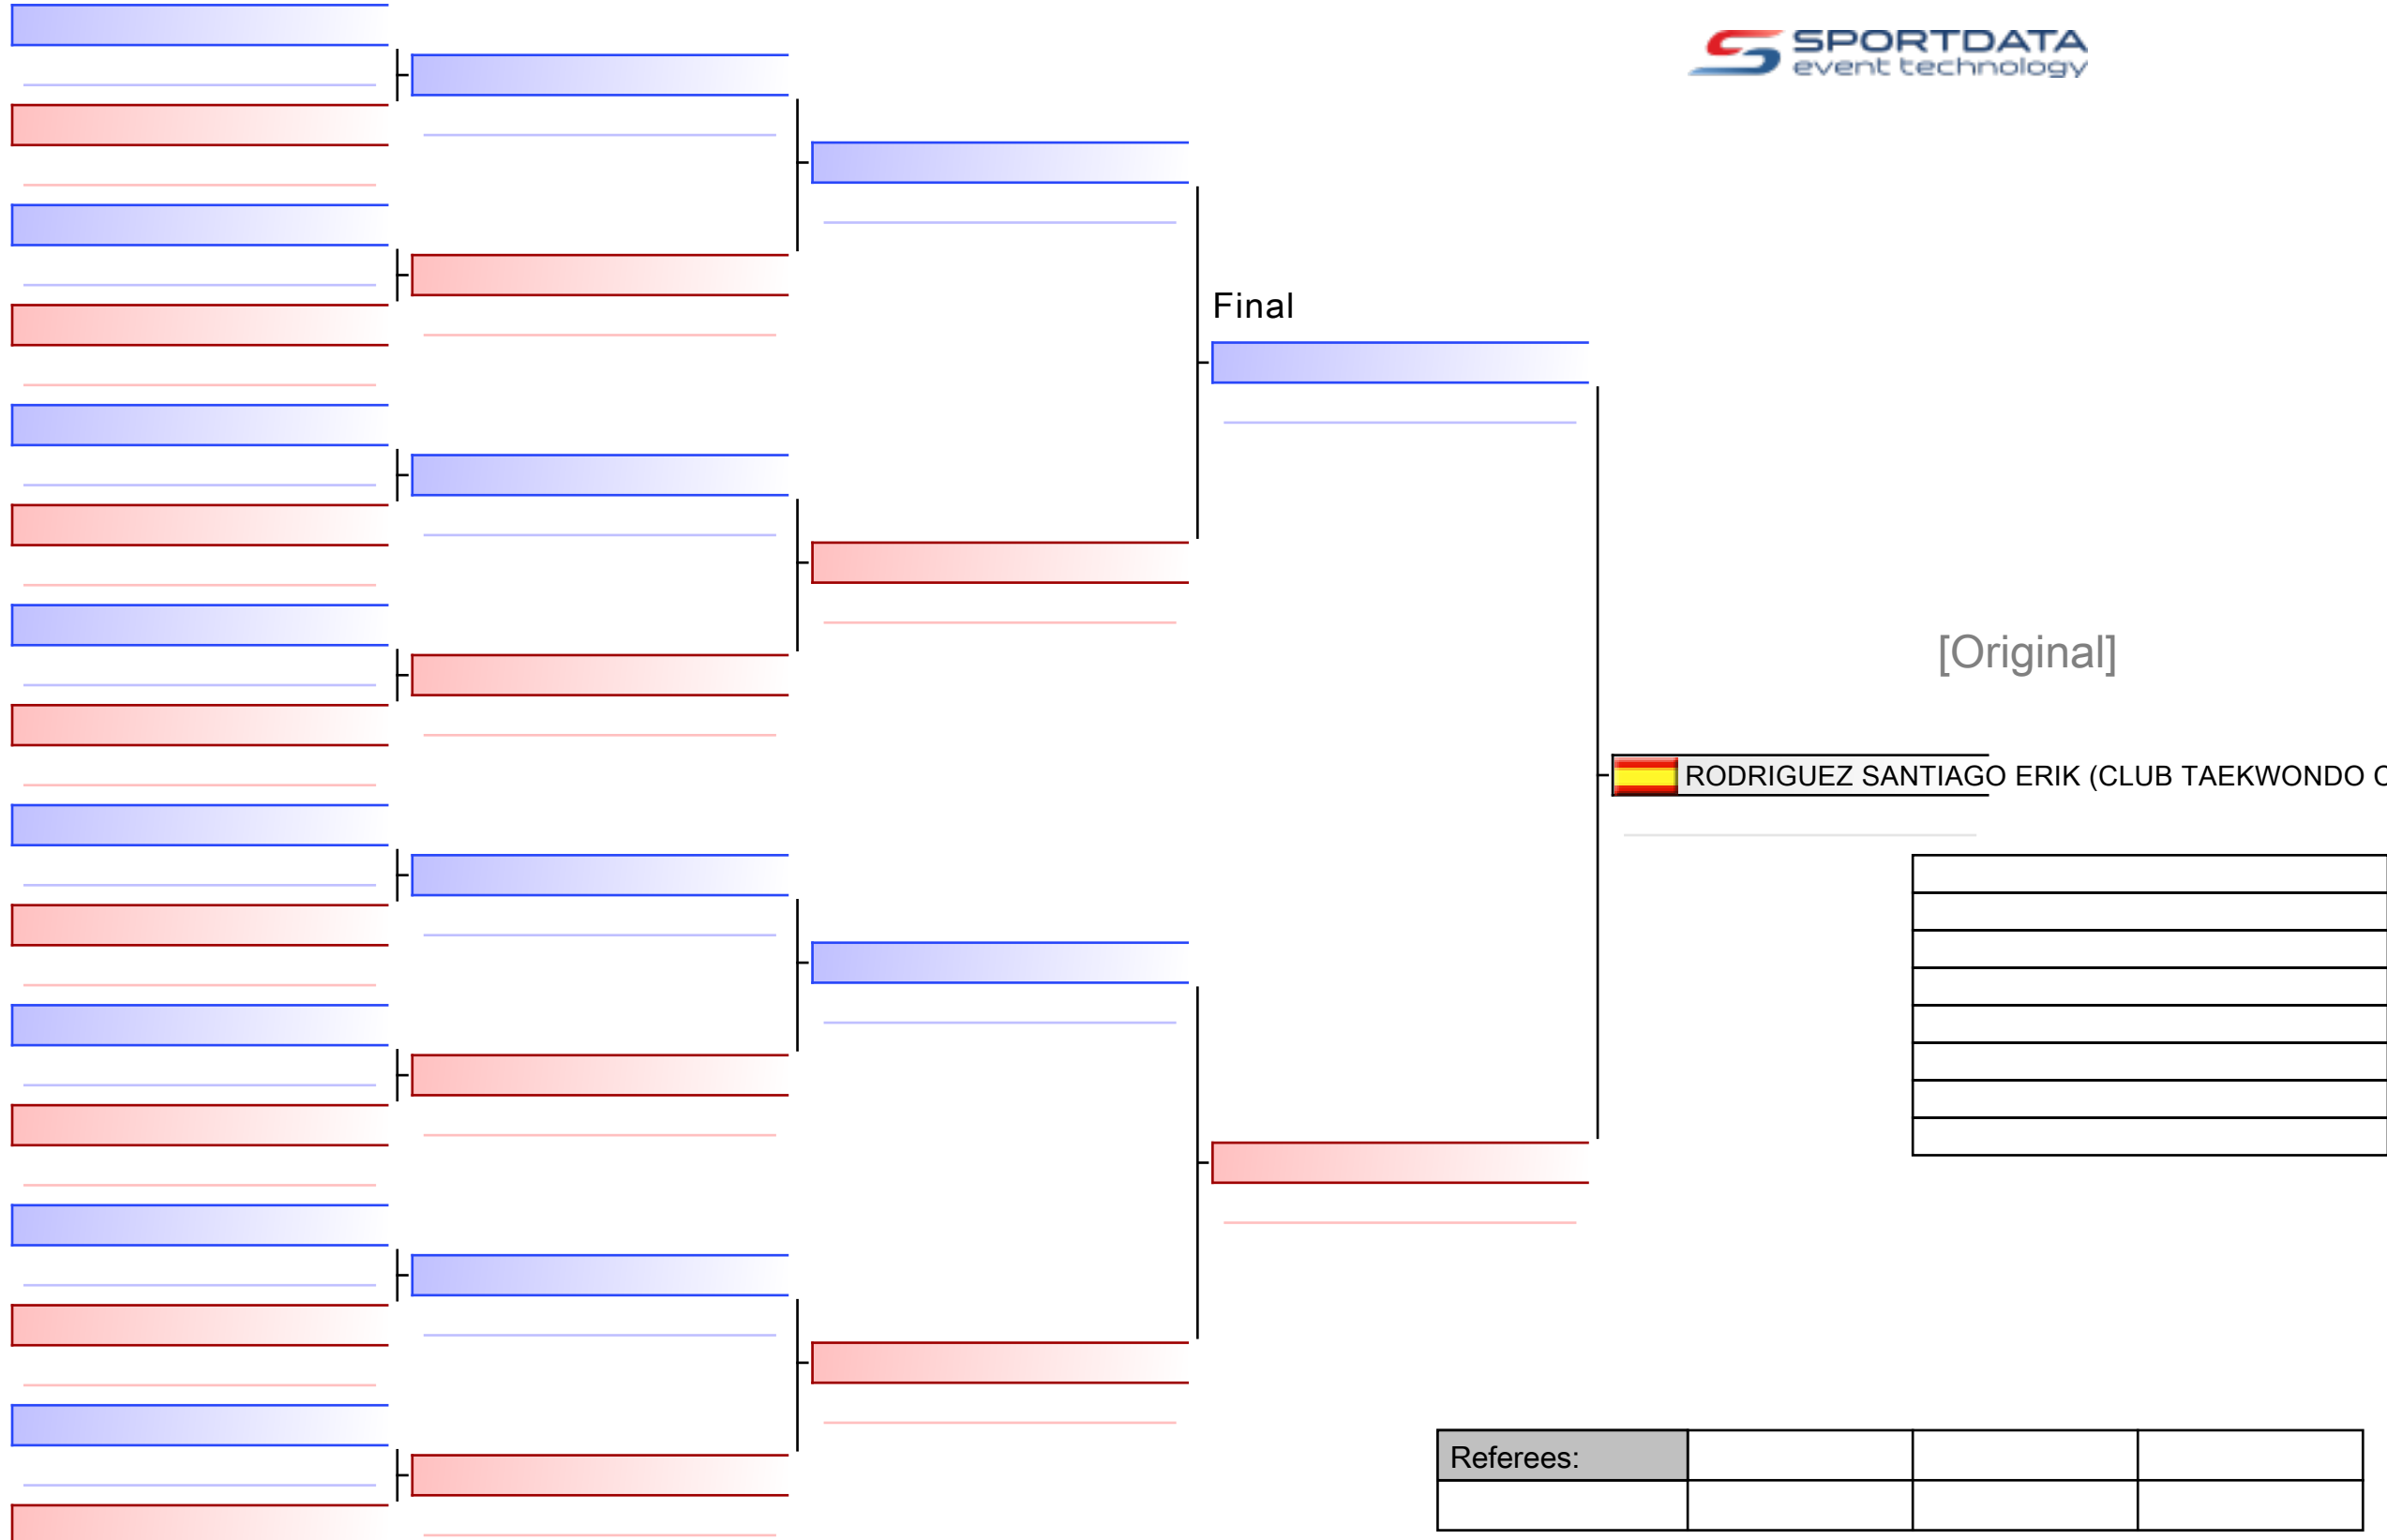 SPORTDATA
event technology
Final
[Original]
RODRIGUEZ SANTIAGO ERIK (CLUB TAEKWONDO
Referees: